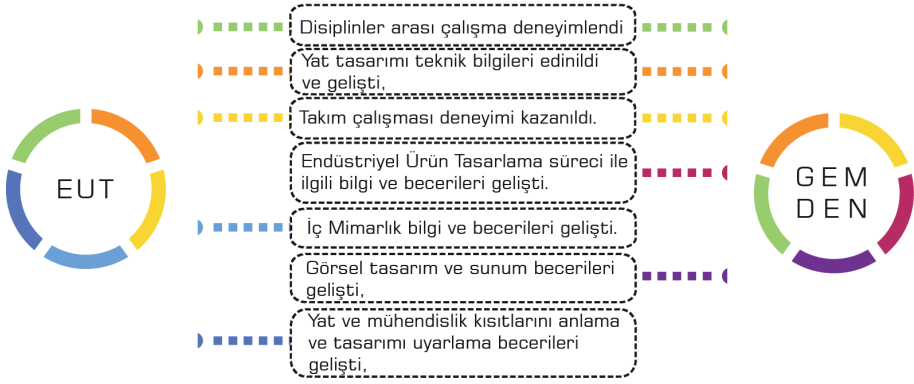 Disiplinler arası çalışma deneyimlendi
Yat tasarımı teknik bilgileri edinildi
ve gelişti,
Takım çalışması deneyimi kazanıldı.
Endüstriyel Ürün Tasarlama süreci ile
ilgili bilgi ve becerileri gelişti.
İç Mimarlık bilgi ve becerileri gelişti.
Görsel tasarım ve sunum becerileri
gelişti,
Yat ve mühendislik kısıtlarını anlama
ve tasarımı uyarlama becerileri
gelişti,
EUT
GEM
DEN